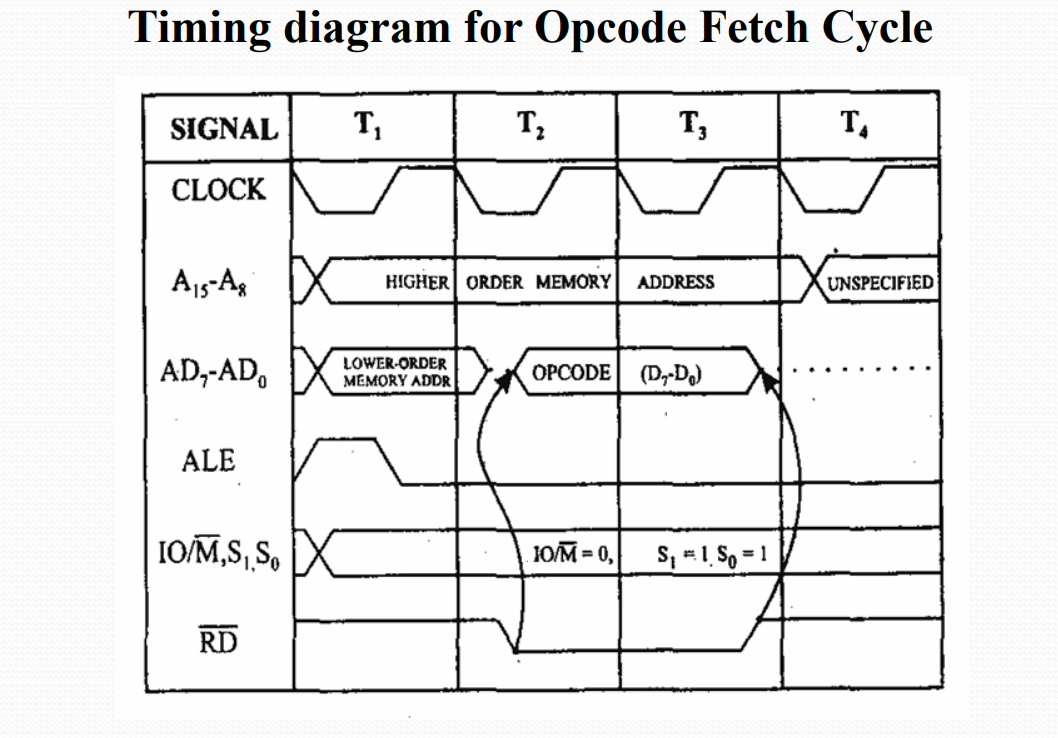 Timing diagram for Opcode Fetch Cycle
SIGNAL T₁ T₂ T₃ T₄
CLOCK
A₁₅-A₈ HIGHER ORDER MEMORY ADDRESS UNSPECIFIED
AD₇-AD₀ LOWER-ORDER
MEMORY ADDR OPCODE (D₇-D₀)
ALE
IO/M̅,S₁,S₀ IO/M̅ = 0, S₁ = 1 S₀ = 1
R̅D̅